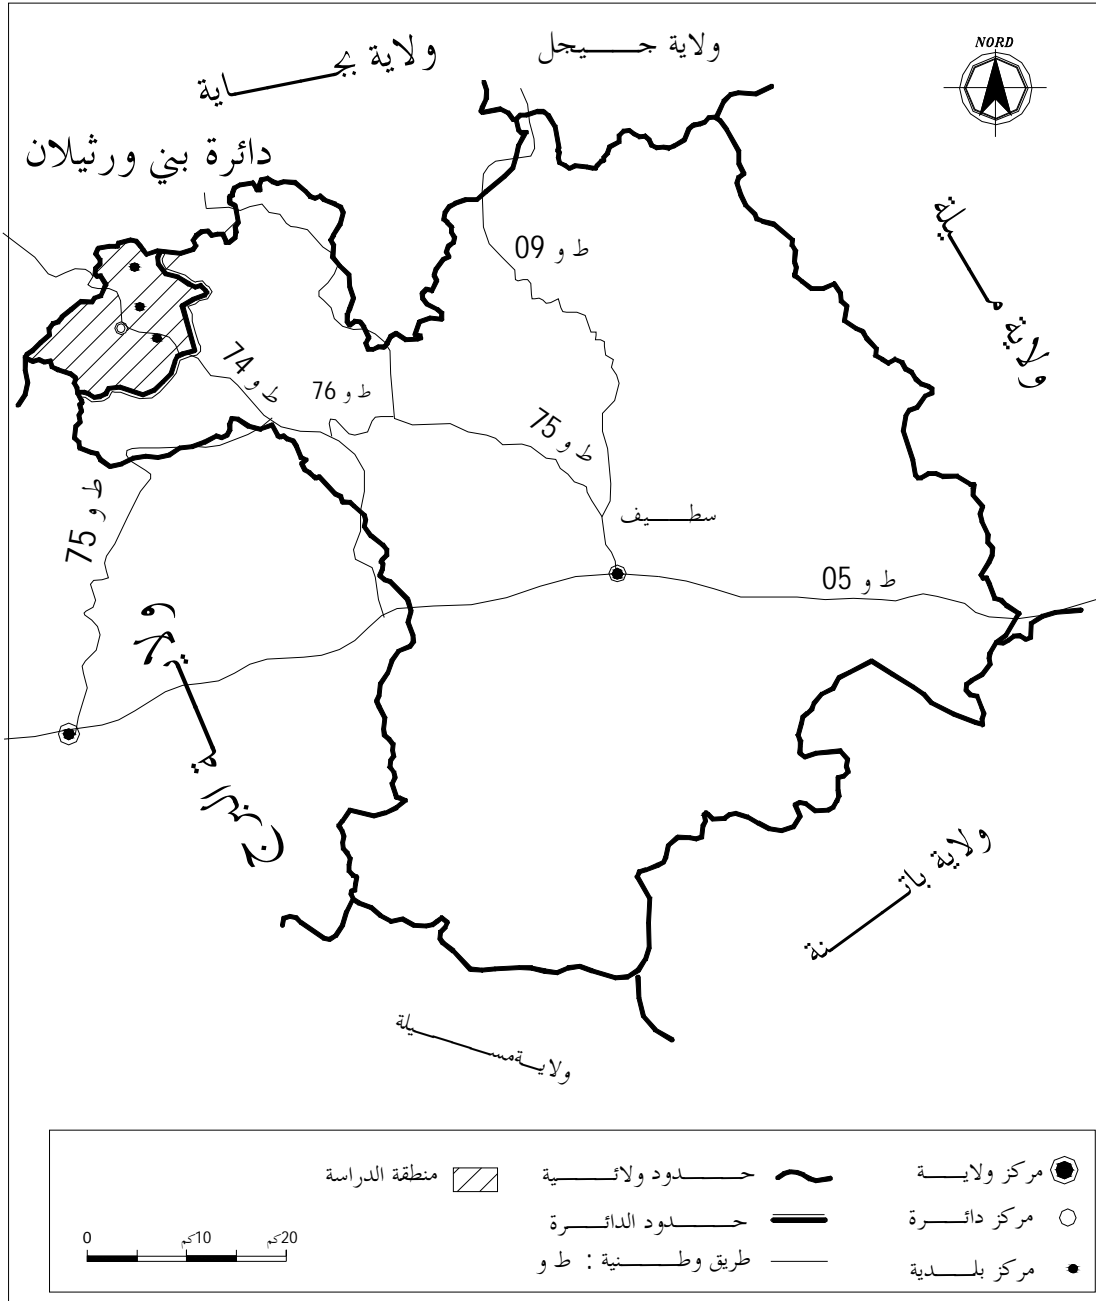 ولاية جيجل
NORD
ولاية بجاية
دائرة بني ورثيلان
ولاية ميلة
ط و 09
ط و 74
ط و 76
ط و 75
ط و 75
سطيف
ط و 05
ولاية البرج
ولاية باتنة
ولاية مسيلة
مركز ولاية
حدود ولائية
منطقة الدراسة
مركز دائرة
حدود الدائرة
0 10كم 20كم
طريق وطنية : ط و
مركز بلدية